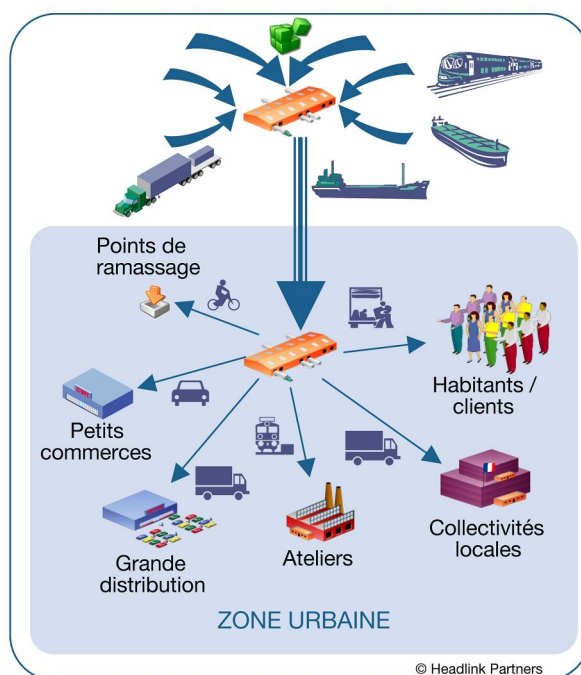 Points de
ramassage
Habitants /
clients
Petits
commerces
Grande
distribution
Ateliers
Collectivités
locales
ZONE URBAINE
© Headlink Partners